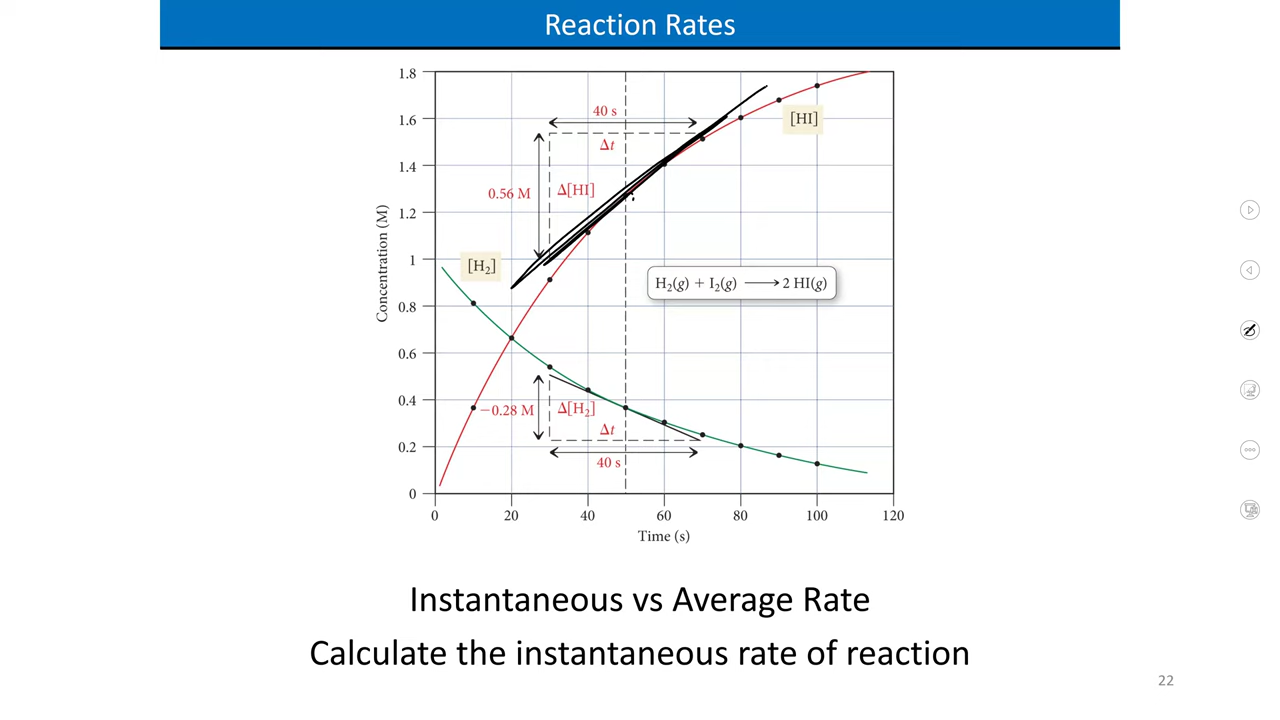 Reaction Rates
1.8
1.6
1.4
1.2
1
0.8
0.6
0.4
0.2
0
Concentration (M)
40 s
Δt
0.56 M
Δ[HI]
[HI]
[H₂]
H₂(g) + I₂(g) ⟶ 2 HI(g)
−0.28 M
Δ[H₂]
Δt
40 s
0 20 40 60 80 100 120
Time (s)
Instantaneous vs Average Rate
Calculate the instantaneous rate of reaction
22